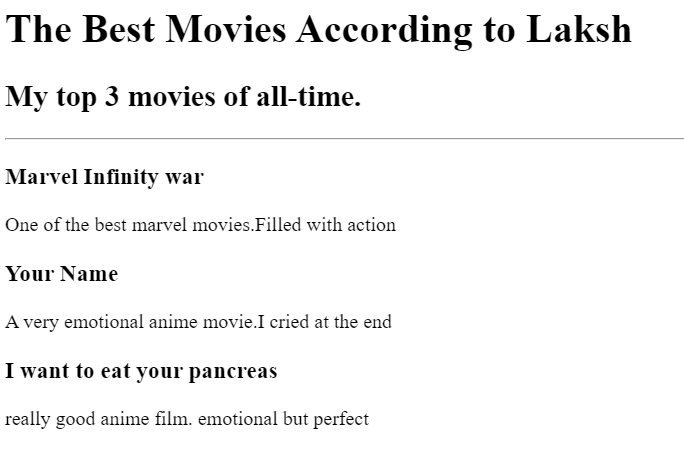 The Best Movies According to Laksh
My top 3 movies of all-time.
Marvel Infinity war
One of the best marvel movies.Filled with action
Your Name
A very emotional anime movie.I cried at the end
I want to eat your pancreas
really good anime film. emotional but perfect